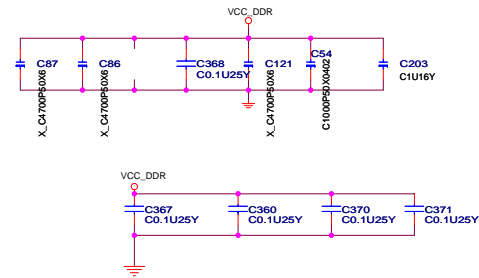 VCC_DDR
C87
X_C4700P50X6
C86
X_C4700P50X6
C368
C0.1U25Y
C121
X_C4700P50X6
C54
C1000P50X0402
C203
C1U16Y
VCC_DDR
C367
C0.1U25Y
C360
C0.1U25Y
C370
C0.1U25Y
C371
C0.1U25Y